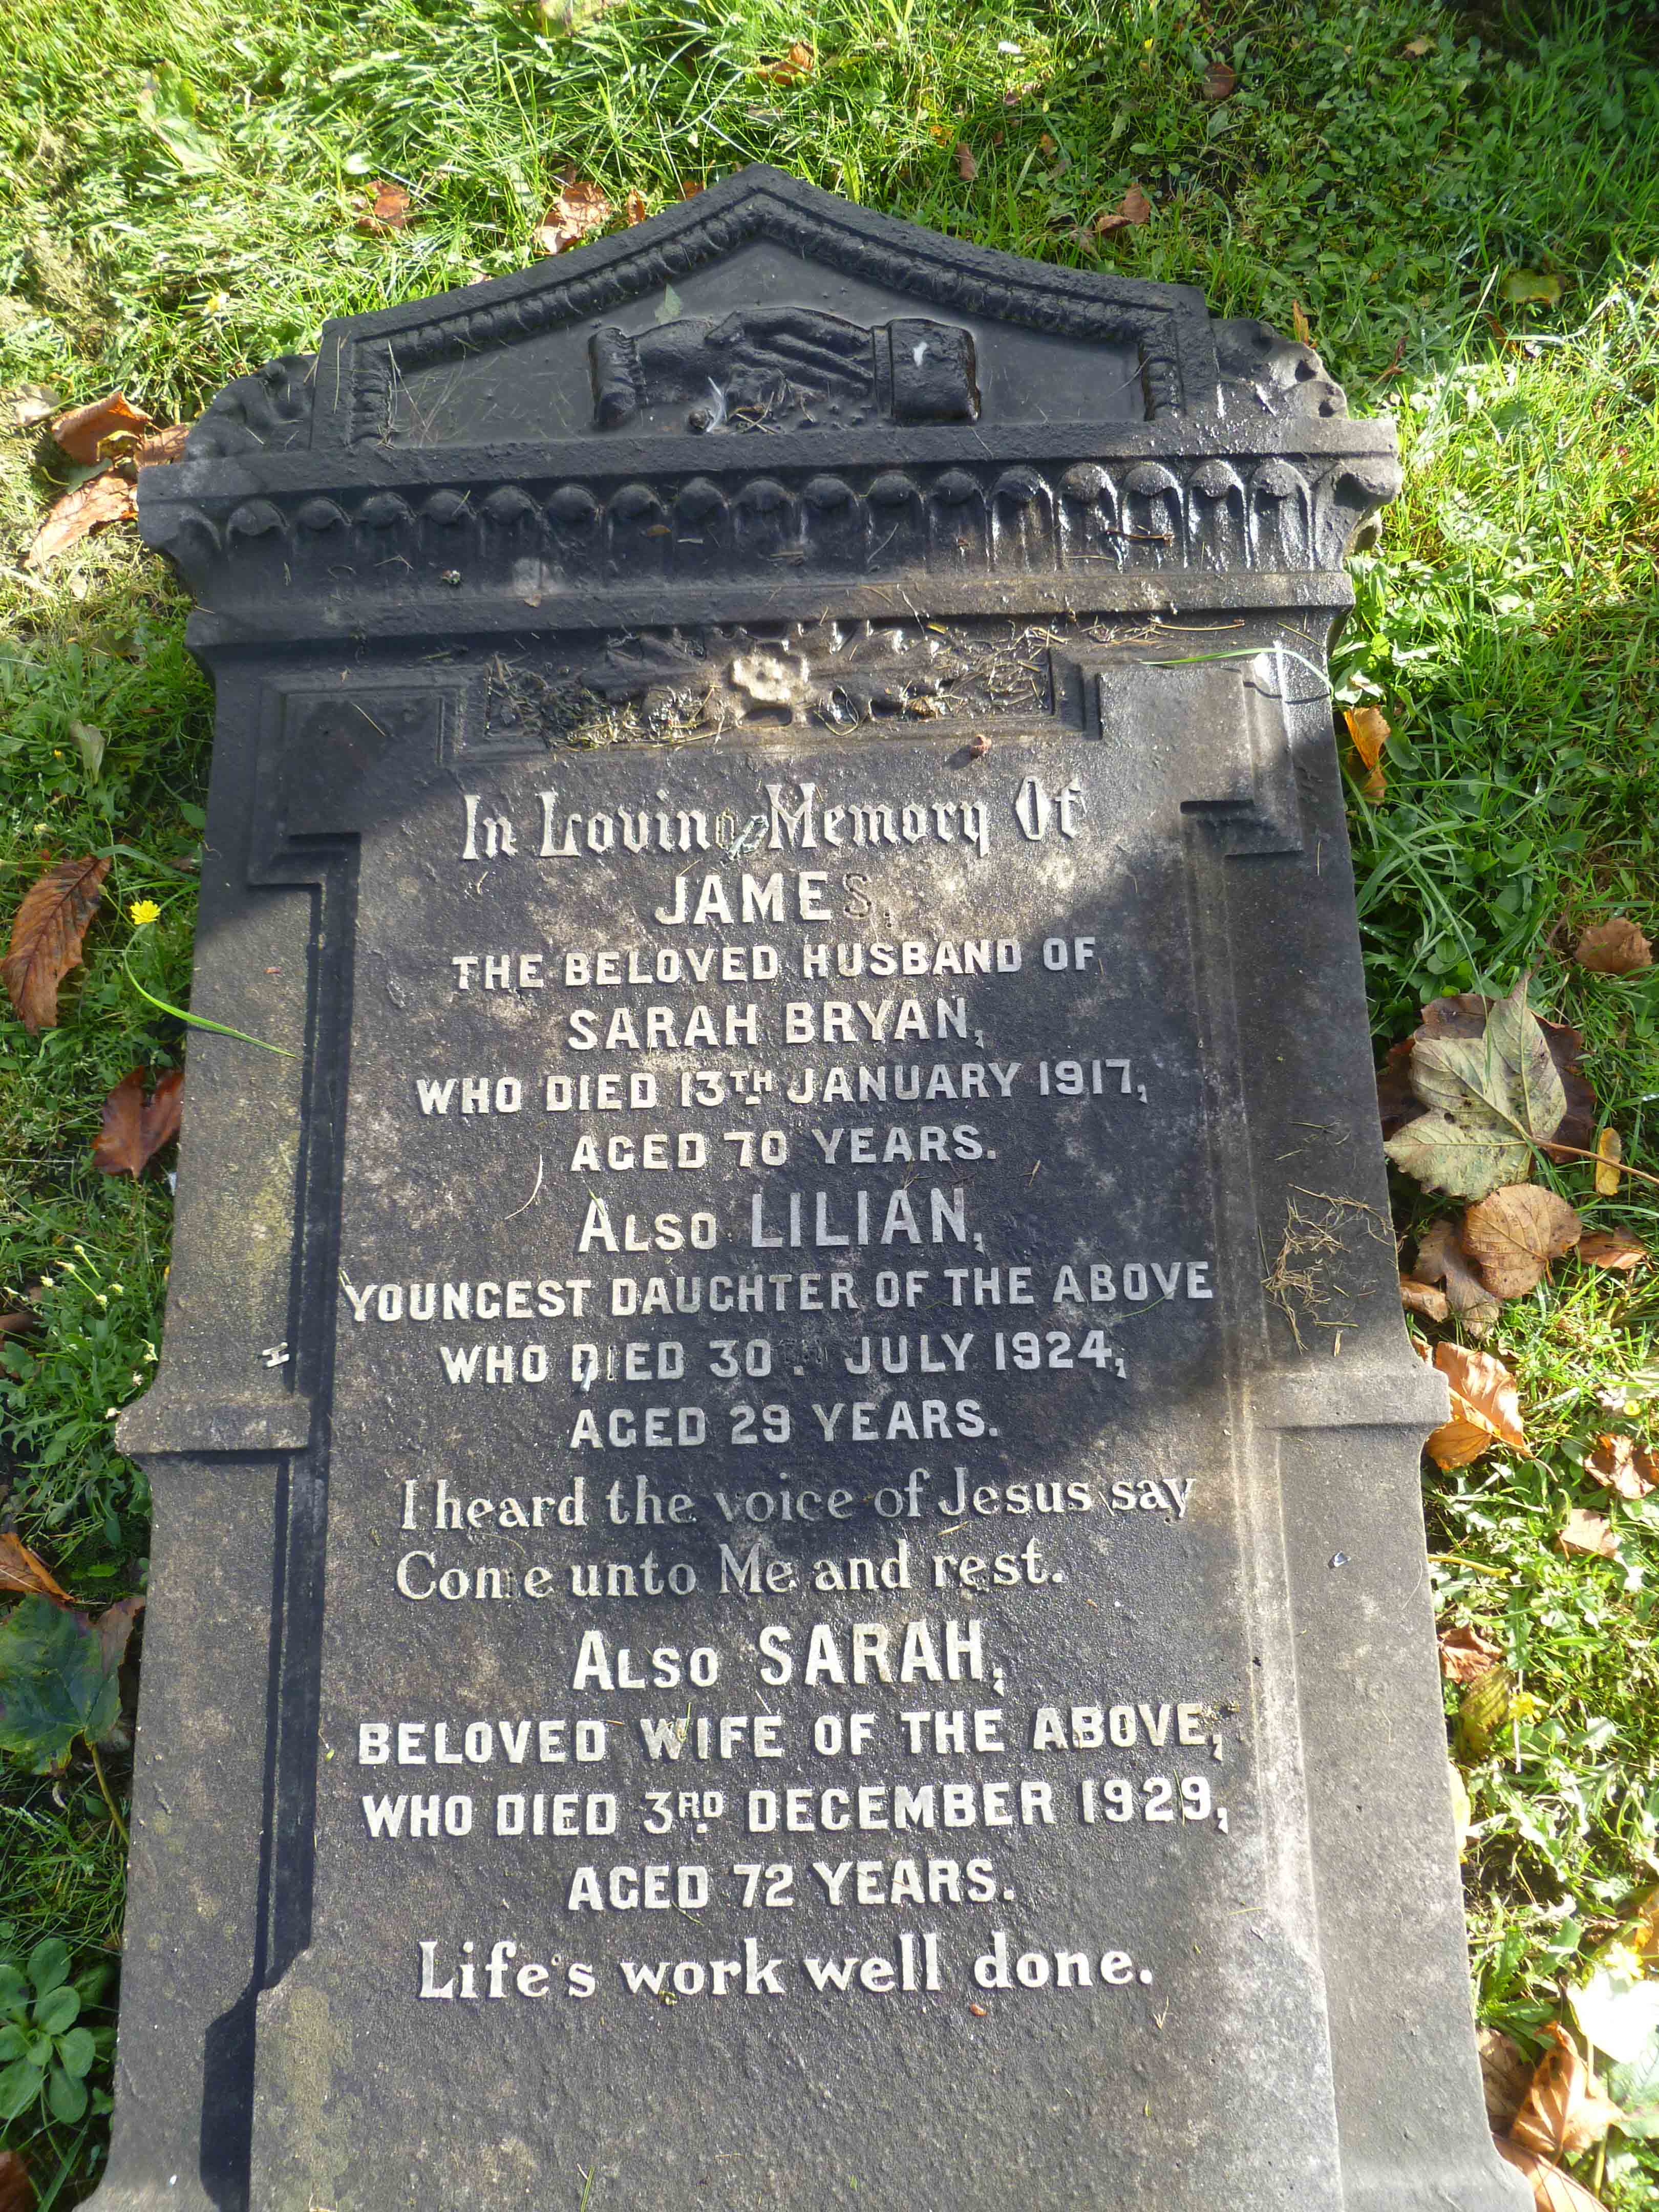 In Loving Memory Of
JAMES,
THE BELOVED HUSBAND OF
SARAH BRYAN,
WHO DIED 13TH JANUARY 1917,
AGED 70 YEARS.
ALSO LILIAN,
YOUNGEST DAUGHTER OF THE ABOVE
WHO DIED 30TH JULY 1924,
AGED 29 YEARS.
I heard the voice of Jesus say
Come unto Me and rest.
ALSO SARAH,
BELOVED WIFE OF THE ABOVE,
WHO DIED 3RD DECEMBER 1929,
AGED 72 YEARS.
Life's work well done.